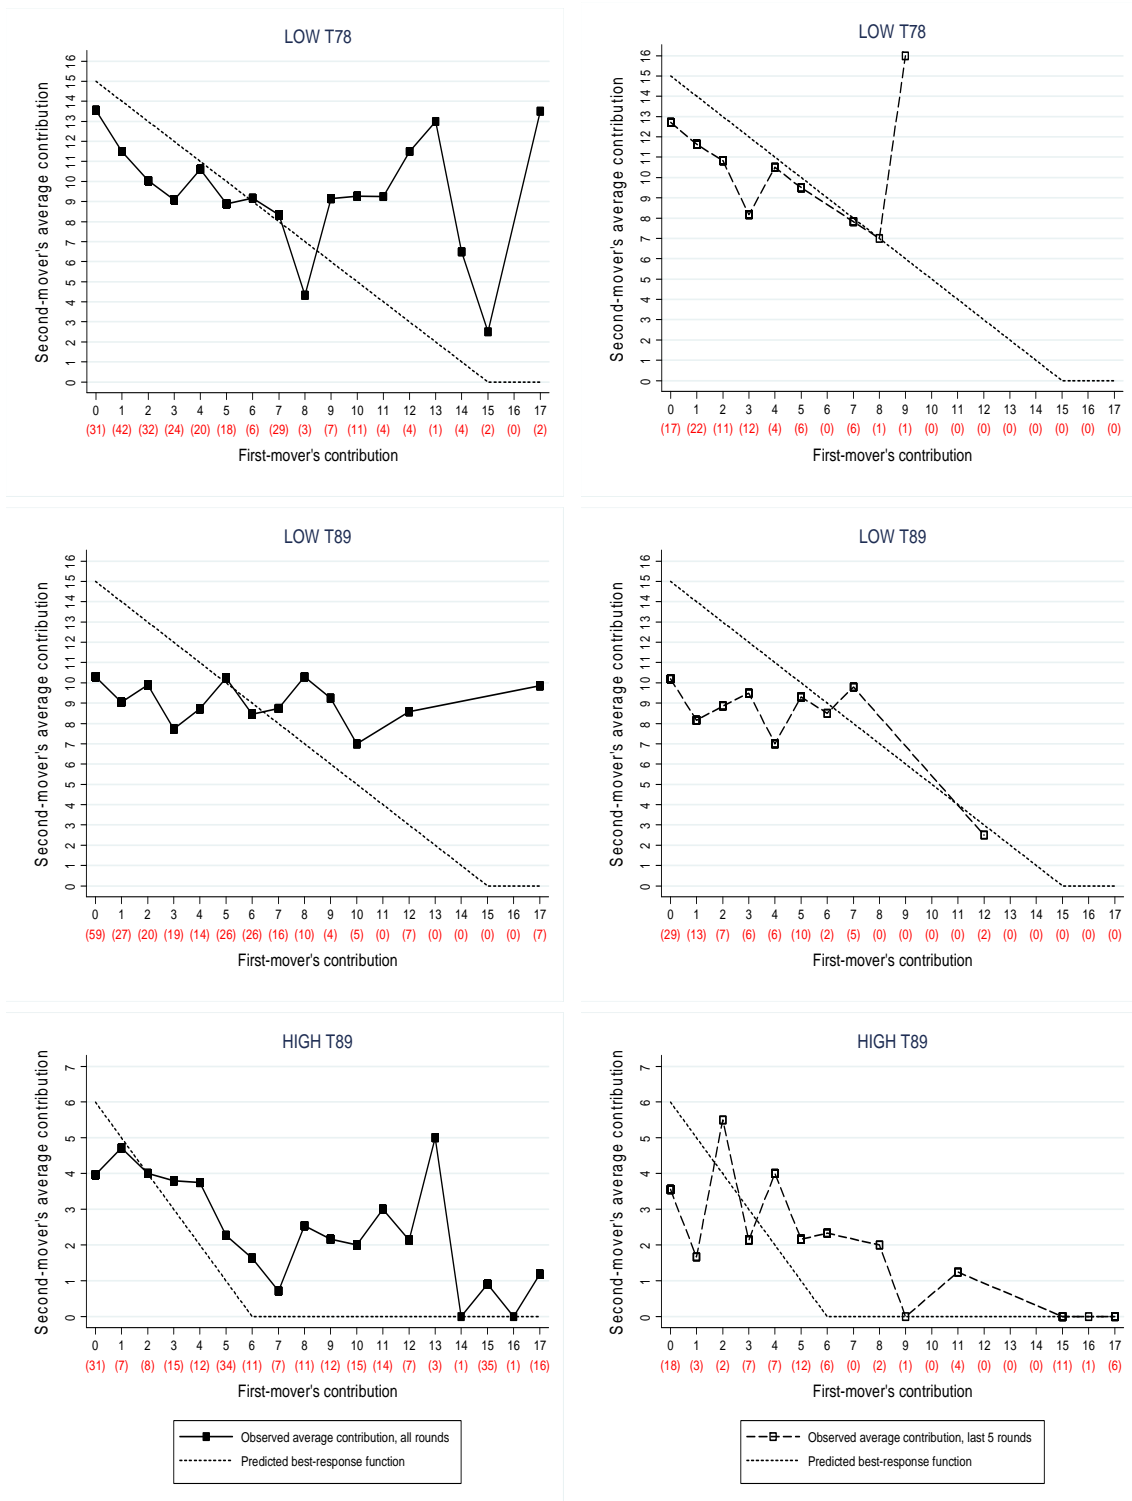 LOW T78
Second-mover's average contribution
16
15
14
13
12
11
10
9
8
7
6
5
4
3
2
1
0
0 1 2 3 4 5 6 7 8 9 10 11 12 13 14 15 16 17
(31) (42) (32) (24) (20) (18) (6) (29) (3) (7) (11) (4) (4) (1) (4) (2) (0) (2)
First-mover's contribution
LOW T78
Second-mover's average contribution
16
15
14
13
12
11
10
9
8
7
6
5
4
3
2
1
0
0 1 2 3 4 5 6 7 8 9 10 11 12 13 14 15 16 17
(17) (22) (11) (12) (4) (6) (0) (6) (1) (1) (0) (0) (0) (0) (0) (0) (0) (0)
First-mover's contribution
LOW T89
Second-mover's average contribution
16
15
14
13
12
11
10
9
8
7
6
5
4
3
2
1
0
0 1 2 3 4 5 6 7 8 9 10 11 12 13 14 15 16 17
(59) (27) (20) (19) (14) (26) (26) (16) (10) (4) (5) (0) (7) (0) (0) (0) (0) (7)
First-mover's contribution
LOW T89
Second-mover's average contribution
16
15
14
13
12
11
10
9
8
7
6
5
4
3
2
1
0
0 1 2 3 4 5 6 7 8 9 10 11 12 13 14 15 16 17
(29) (13) (7) (6) (6) (10) (2) (5) (0) (0) (0) (0) (2) (0) (0) (0) (0) (0)
First-mover's contribution
HIGH T89
Second-mover's average contribution
7
6
5
4
3
2
1
0
0 1 2 3 4 5 6 7 8 9 10 11 12 13 14 15 16 17
(31) (7) (8) (15) (12) (34) (11) (7) (11) (12) (15) (14) (7) (3) (1) (35) (1) (16)
First-mover's contribution
Observed average contribution, all rounds
Predicted best-response function
HIGH T89
Second-mover's average contribution
7
6
5
4
3
2
1
0
0 1 2 3 4 5 6 7 8 9 10 11 12 13 14 15 16 17
(18) (3) (2) (7) (7) (12) (6) (0) (2) (1) (0) (4) (0) (0) (0) (11) (1) (6)
First-mover's contribution
Observed average contribution, last 5 rounds
Predicted best-response function